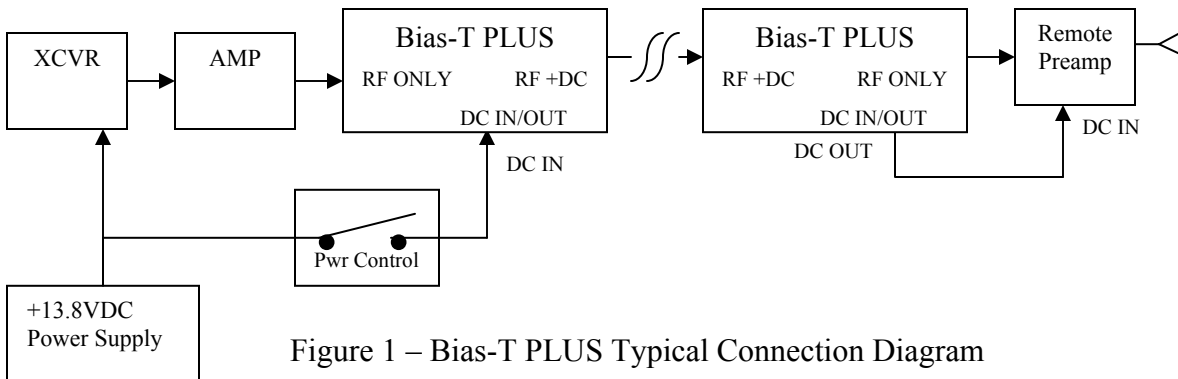 XCVR
AMP
Bias-T PLUS
RF ONLY RF +DC
DC IN/OUT
DC IN
Bias-T PLUS
RF +DC RF ONLY
DC IN/OUT
DC OUT
Remote
Preamp
DC IN
Pwr Control
+13.8VDC
Power Supply
Figure 1 – Bias-T PLUS Typical Connection Diagram